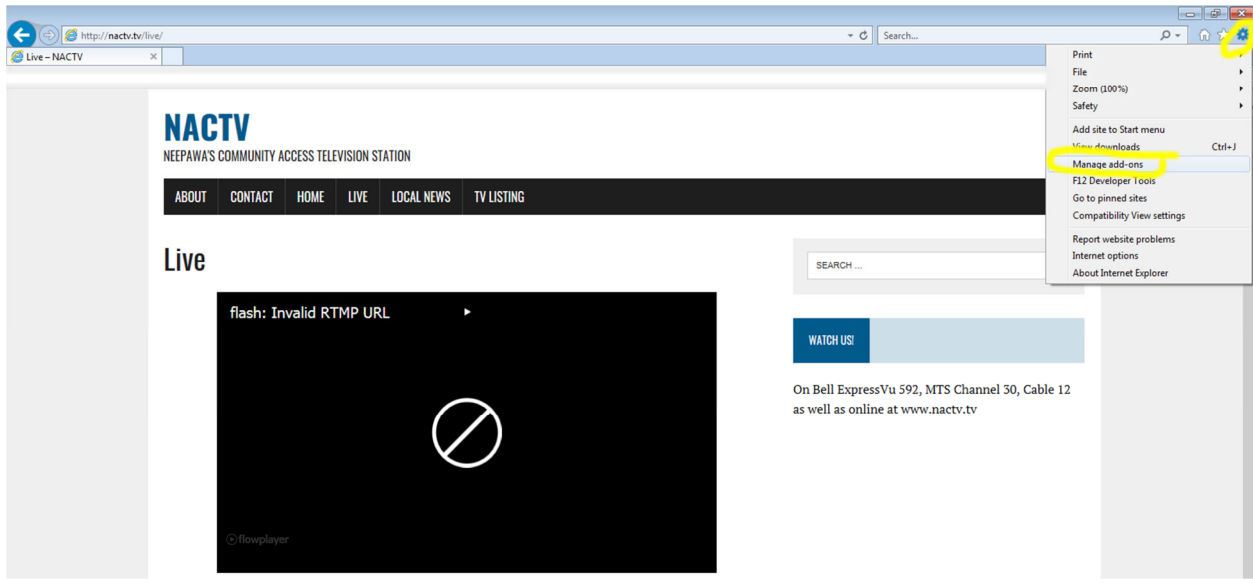 http://nactv.tv/live/
Search...
Live – NACTV
Print
File
Zoom (100%)
Safety
Add site to Start menu
View downloads Ctrl+J
Manage add-ons
F12 Developer Tools
Go to pinned sites
Compatibility View settings
Report website problems
Internet options
About Internet Explorer
NACTV
NEEPAWA'S COMMUNITY ACCESS TELEVISION STATION
ABOUT CONTACT HOME LIVE LOCAL NEWS TV LISTING
Live
flash: Invalid RTMP URL
flowplayer
SEARCH ...
WATCH US!
On Bell ExpressVu 592, MTS Channel 30, Cable 12
as well as online at www.nactv.tv